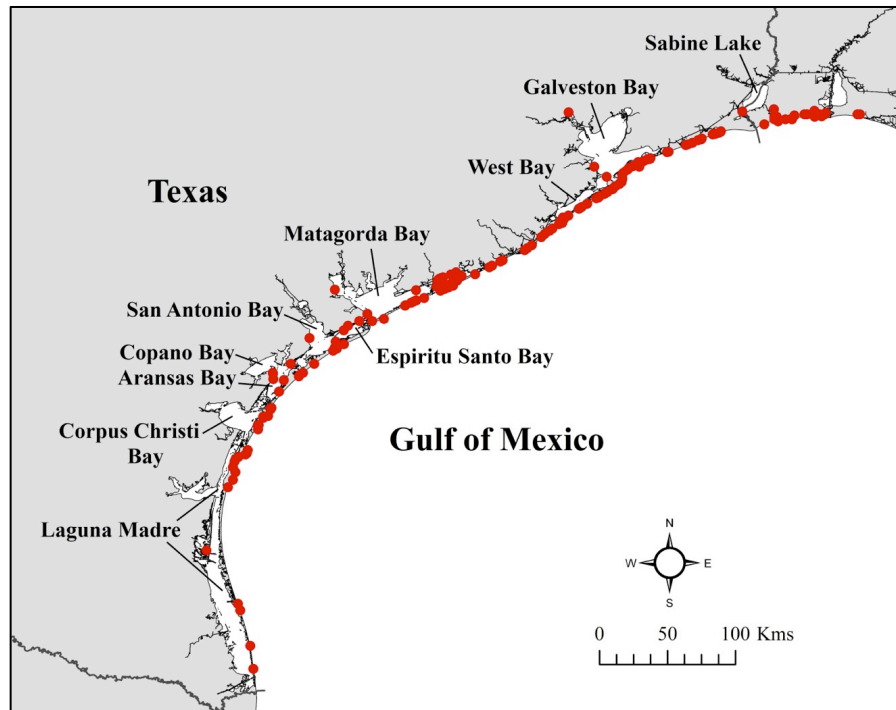 Sabine Lake
Galveston Bay
West Bay
Texas
Matagorda Bay
San Antonio Bay
Espiritu Santo Bay
Copano Bay
Aransas Bay
Corpus Christi
Bay
Gulf of Mexico
Laguna Madre
N
W E
S
0 50 100 Kms